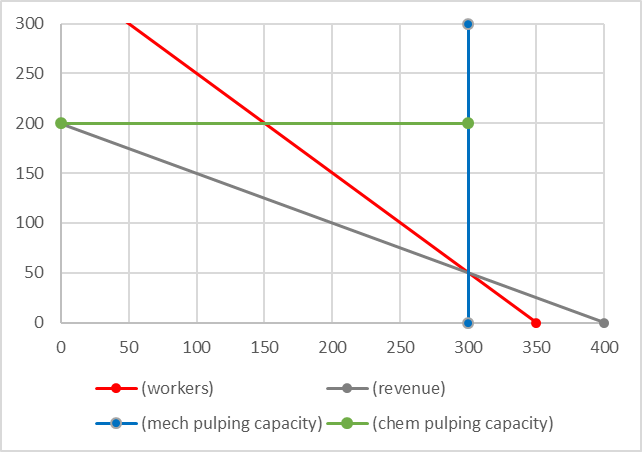 300
250
200
150
100
50
0
0 50 100 150 200 250 300 350 400
(workers) (revenue)
(mech pulping capacity) (chem pulping capacity)